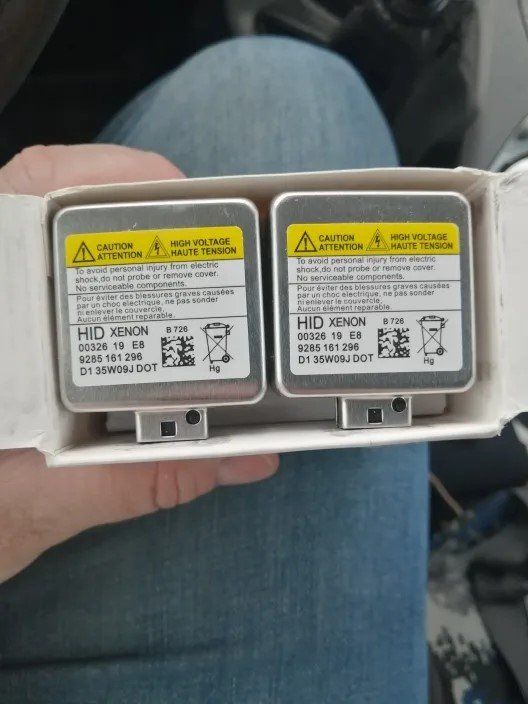 CAUTION
ATTENTION
HIGH VOLTAGE
HAUTE TENSION
To avoid personal injury from electric
shock,do not probe or remove cover.
No serviceable components.
Pour éviter des blessures graves causées
par un choc electrique, ne pas sonder
ni enlever le couvercle.
Aucun élément reparable.
HID XENON
00326 19 E8
9285 161 296
D1 35W09J DOT
B 726
Hg
CAUTION
ATTENTION
HIGH VOLTAGE
HAUTE TENSION
To avoid personal injury from electric
shock,do not probe or remove cover.
No serviceable components.
Pour éviter des blessures graves causées
par un choc electrique, ne pas sonder
ni enlever le couvercle.
Aucun élément reparable.
HID XENON
00326 19 E8
9285 161 296
D1 35W09J DOT
B 726
Hg